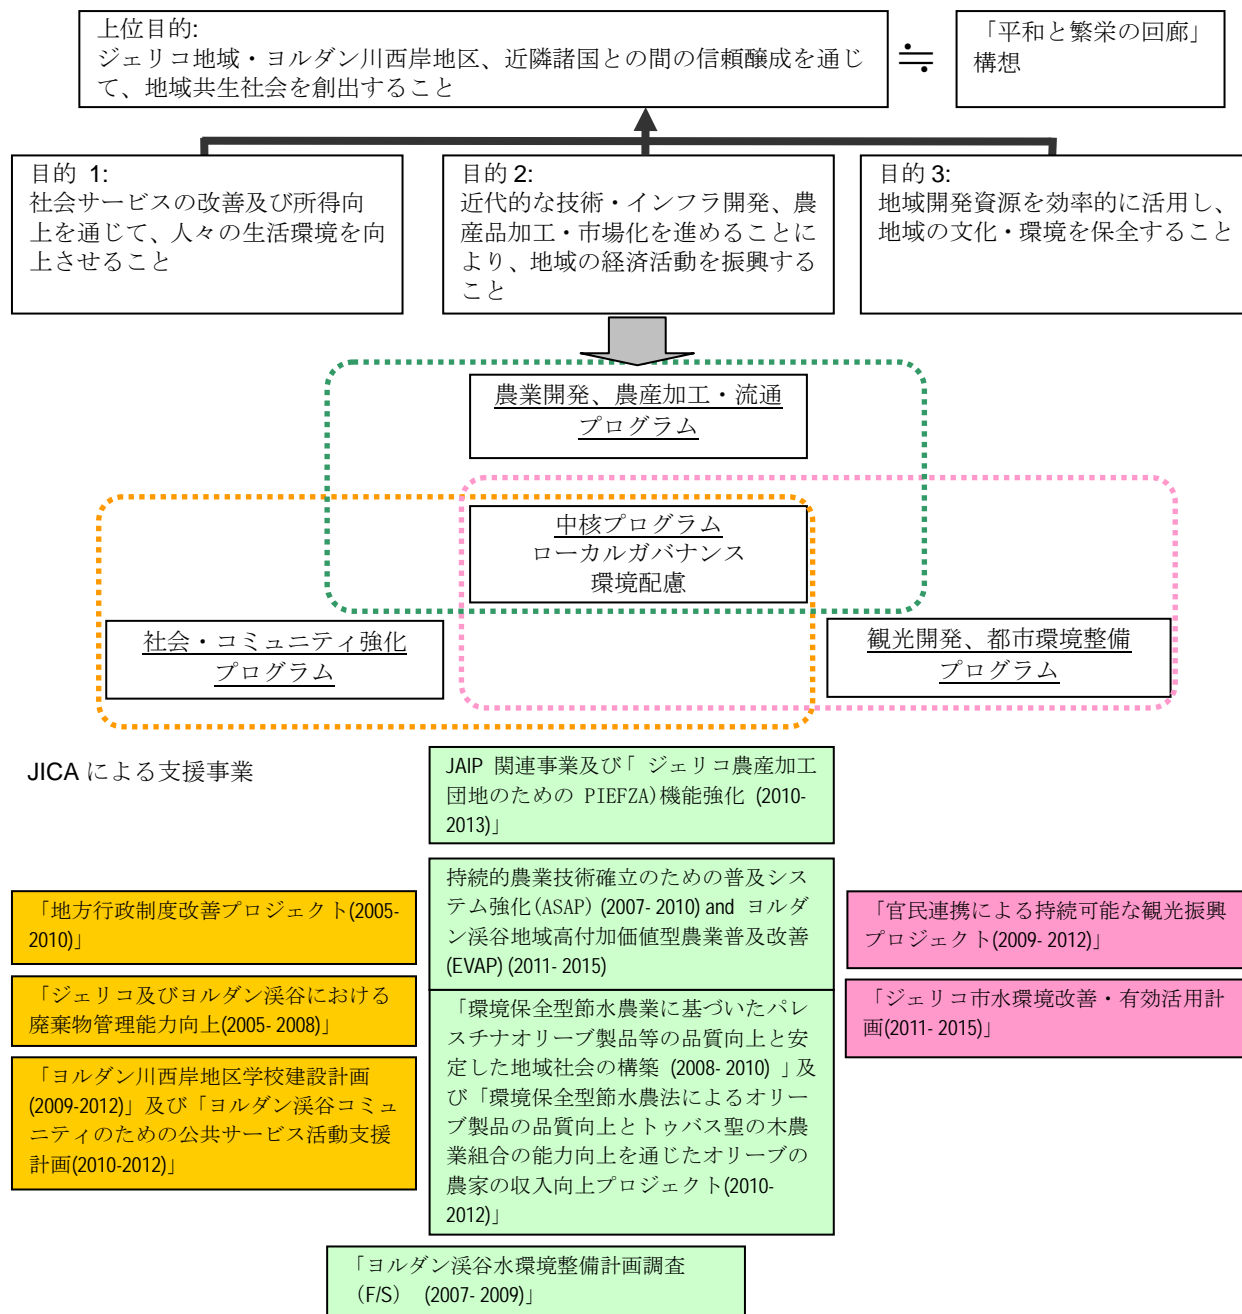 上位目的:
ジェリコ地域・ヨルダン川西岸地区、近隣諸国との間の信頼醸成を通じ
て、地域共生社会を創出すること
≒
「平和と繁栄の回廊」
構想
目的 1:
社会サービスの改善及び所得向
上を通じて、人々の生活環境を向
上させること
目的 2:
近代的な技術・インフラ開発、農
産品加工・市場化を進めることに
より、地域の経済活動を振興する
こと
目的 3:
地域開発資源を効率的に活用し、
地域の文化・環境を保全すること
農業開発、農産加工・流通
プログラム
中核プログラム
ローカルガバナンス
環境配慮
社会・コミュニティ強化
プログラム
観光開発、都市環境整備
プログラム
JICA による支援事業
JAIP 関連事業及び「 ジェリコ農産加工
団地のための PIEFZA)機能強化 (2010-
2013)」
持続的農業技術確立のための普及シス
テム強化(ASAP) (2007- 2010) and ヨルダ
ン渓谷地域高付加価値型農業普及改善
(EVAP) (2011- 2015)
「環境保全型節水農業に基づいたパレ
スチナオリーブ製品等の品質向上と安
定した地域社会の構築 (2008- 2010) 」及
び「環境保全型節水農法によるオリー
ブ製品の品質向上とトゥバス聖の木農
業組合の能力向上を通じたオリーブの
農家の収入向上プロジェクト(2010-
2012)」
「ヨルダン渓谷水環境整備計画調査
（F/S） (2007- 2009)」
「地方行政制度改善プロジェクト(2005-
2010)」
「ジェリコ及びヨルダン渓谷における
廃棄物管理能力向上(2005- 2008)」
「ヨルダン川西岸地区学校建設計画
(2009-2012)」及び「ヨルダン渓谷コミュ
ニティのための公共サービス活動支援
計画(2010-2012)」
「官民連携による持続可能な観光振興
プロジェクト(2009- 2012)」
「ジェリコ市水環境改善・有効活用計
画(2011- 2015)」